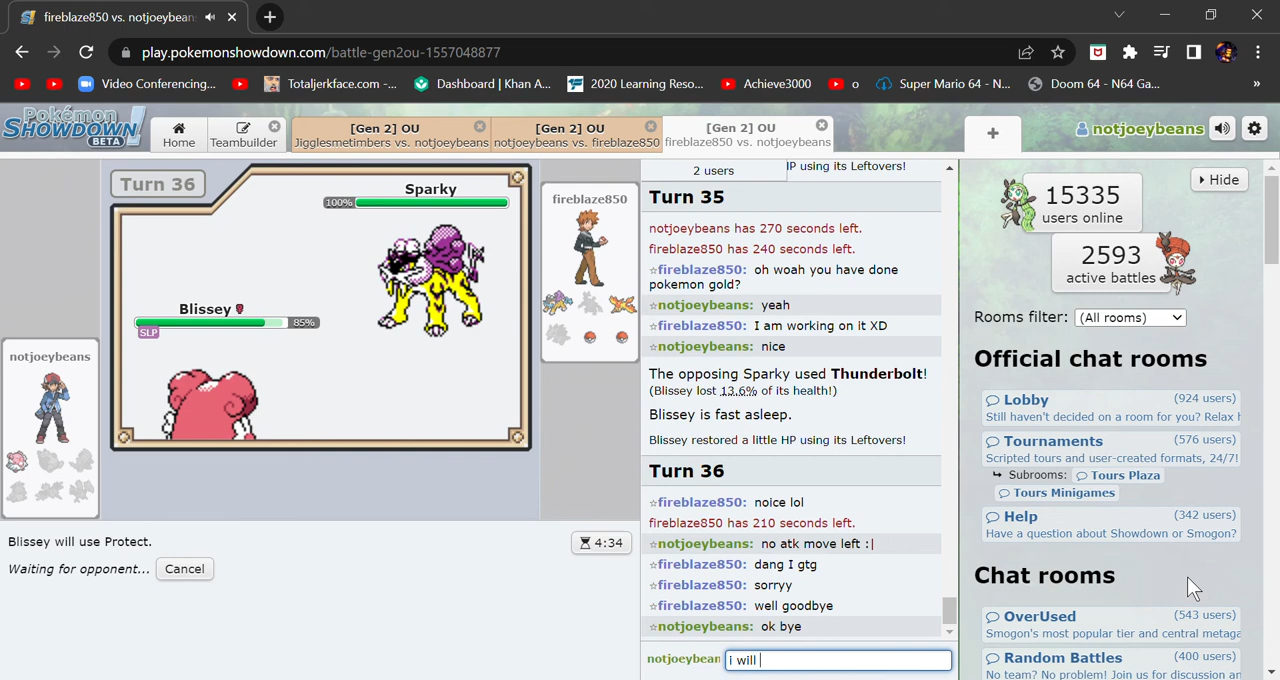 fireblaze850 vs. notjoeybean
play.pokemonshowdown.com/battle-gen2ou-1557048877
Video Conferencing...
Totaljerkface.com -...
Dashboard | Khan A...
2020 Learning Reso...
Achieve3000
o
Super Mario 64 - N...
Doom 64 - N64 Ga...
»
Pokémon
SHOWDOWN!
BETA
Home
Teambuilder
[Gen 2] OU
Jigglesmetimbers vs. notjoeybeans
[Gen 2] OU
notjoeybeans vs. fireblaze850
[Gen 2] OU
fireblaze850 vs. notjoeybeans
notjoeybeans
Turn 36
Sparky
100%
Blissey
85%
SLP
fireblaze850
notjoeybeans
Blissey will use Protect.
Waiting for opponent...
Cancel
4:34
2 users
HP using its Leftovers!
Turn 35
notjoeybeans has 270 seconds left.
fireblaze850 has 240 seconds left.
☆fireblaze850: oh woah you have done
pokemon gold?
☆notjoeybeans: yeah
☆fireblaze850: I am working on it XD
☆notjoeybeans: nice
The opposing Sparky used Thunderbolt!
(Blissey lost 13.6% of its health!)
Blissey is fast asleep.
Blissey restored a little HP using its Leftovers!
Turn 36
☆fireblaze850: noice lol
fireblaze850 has 210 seconds left.
☆notjoeybeans: no atk move left :|
☆fireblaze850: dang I gtg
☆fireblaze850: sorryy
☆fireblaze850: well goodbye
☆notjoeybeans: ok bye
notjoeybean
i will
Hide
15335
users online
2593
active battles
Rooms filter: (All rooms)
Official chat rooms
Lobby (924 users)
Still haven't decided on a room for you? Relax h
Tournaments (576 users)
Scripted tours and user-created formats, 24/7!
Subrooms: Tours Plaza
Tours Minigames
Help (342 users)
Have a question about Showdown or Smogon?
Chat rooms
OverUsed (543 users)
Smogon's most popular tier and central metaga
Random Battles (400 users)
No team? No problem! Join us for discussion an